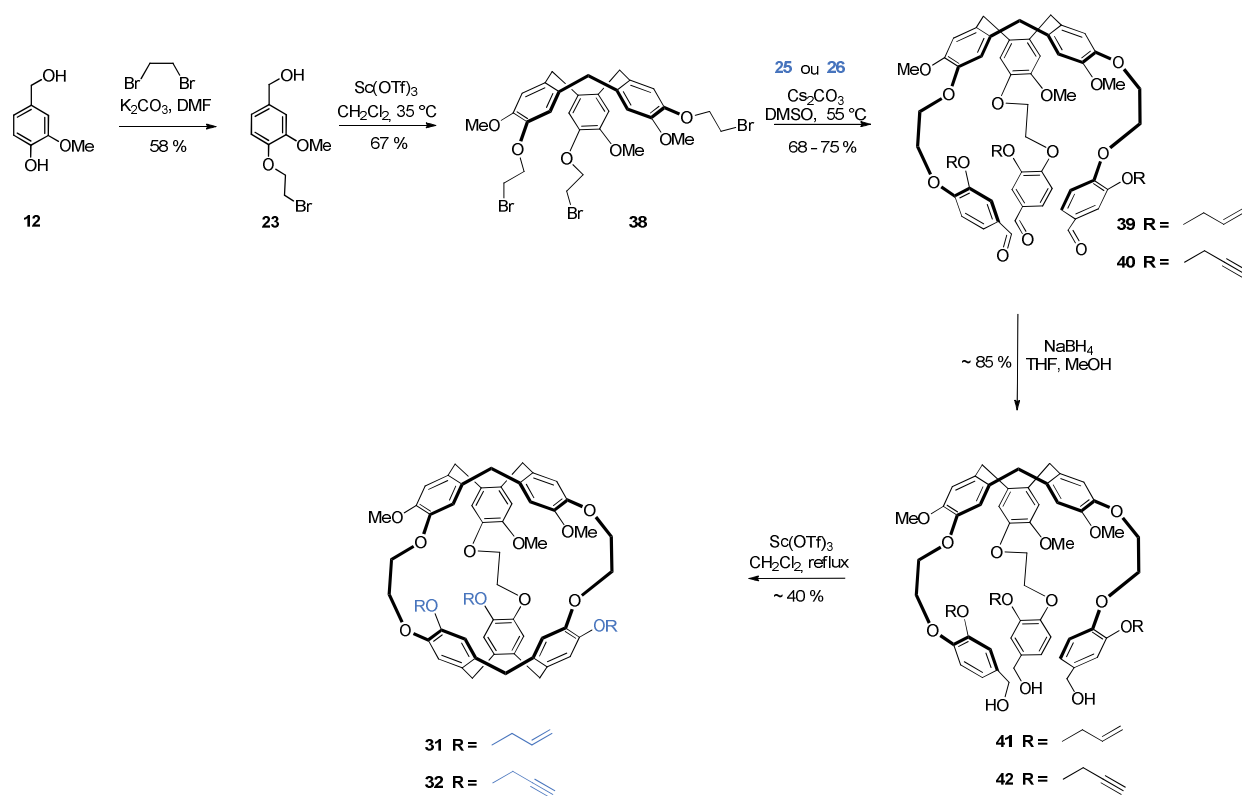 OH
OMe
OH
12
Br
Br
K2CO3, DMF
58 %
OH
OMe
O
Br
23
Sc(OTf)3
CH2Cl2, 35 °C
67 %
MeO
O
Br
O
Br
OMe
OMe
O
Br
38
25 ou 26
Cs2CO3
DMSO, 55 °C
68 - 75 %
MeO
O
O
OMe
OMe
O
RO
O
O
RO
O
OR
O
O
O
39 R =
40 R =
~ 85 %
NaBH4
THF, MeOH
MeO
O
O
OMe
OMe
O
RO
O
O
RO
O
OR
HO
OH
OH
41 R =
42 R =
Sc(OTf)3
CH2Cl2, reflux
~ 40 %
MeO
O
O
OMe
OMe
O
RO
RO
O
O
O
OR
31 R =
32 R =